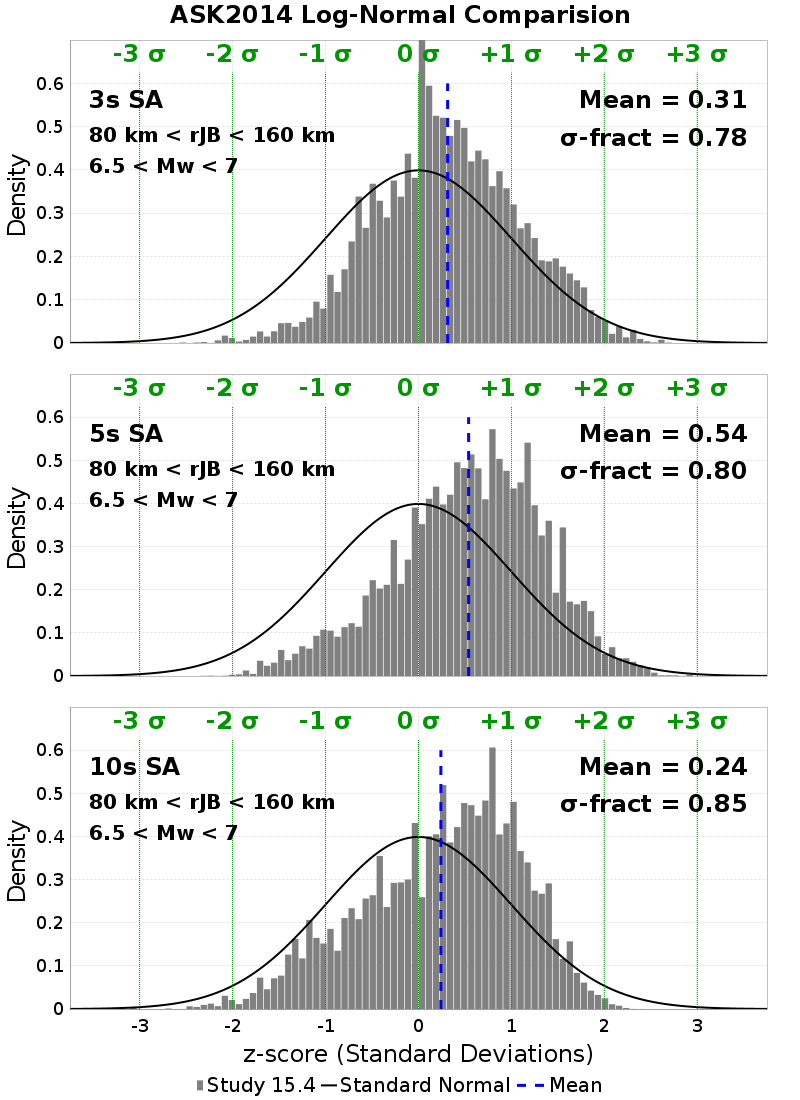 ASK2014 Log-Normal Comparision
-3 σ -2 σ -1 σ 0 σ +1 σ +2 σ +3 σ
3s SA
80 km < rJB < 160 km
6.5 < Mw < 7
Mean = 0.31
σ-fract = 0.78
Density
0.6
0.5
0.4
0.3
0.2
0.1
0
-3 σ -2 σ -1 σ 0 σ +1 σ +2 σ +3 σ
5s SA
80 km < rJB < 160 km
6.5 < Mw < 7
Mean = 0.54
σ-fract = 0.80
Density
0.6
0.5
0.4
0.3
0.2
0.1
0
-3 σ -2 σ -1 σ 0 σ +1 σ +2 σ +3 σ
10s SA
80 km < rJB < 160 km
6.5 < Mw < 7
Mean = 0.24
σ-fract = 0.85
Density
0.6
0.5
0.4
0.3
0.2
0.1
0
-3 -2 -1 0 1 2 3
z-score (Standard Deviations)
Study 15.4 Standard Normal Mean